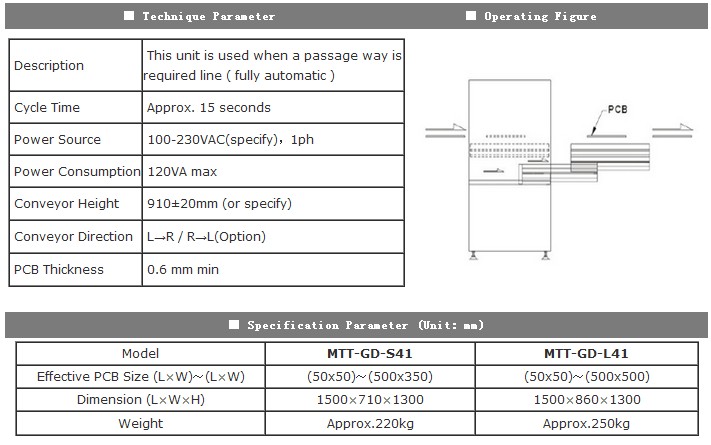 ■ Technique Parameter
■ Operating Figure
Description This unit is used when a passage way is
required line ( fully automatic )
Cycle Time Approx. 15 seconds
Power Source 100-230VAC(specify)，1ph
Power Consumption 120VA max
Conveyor Height 910±20mm (or specify)
Conveyor Direction L→R / R→L(Option)
PCB Thickness 0.6 mm min
PCB
■ Specification Parameter (Unit: mm)
Model MTT-GD-S41 MTT-GD-L41
Effective PCB Size (L×W)～(L×W) (50x50)～(500x350) (50x50)～(500x500)
Dimension (L×W×H) 1500×710×1300 1500×860×1300
Weight Approx.220kg Approx.250kg